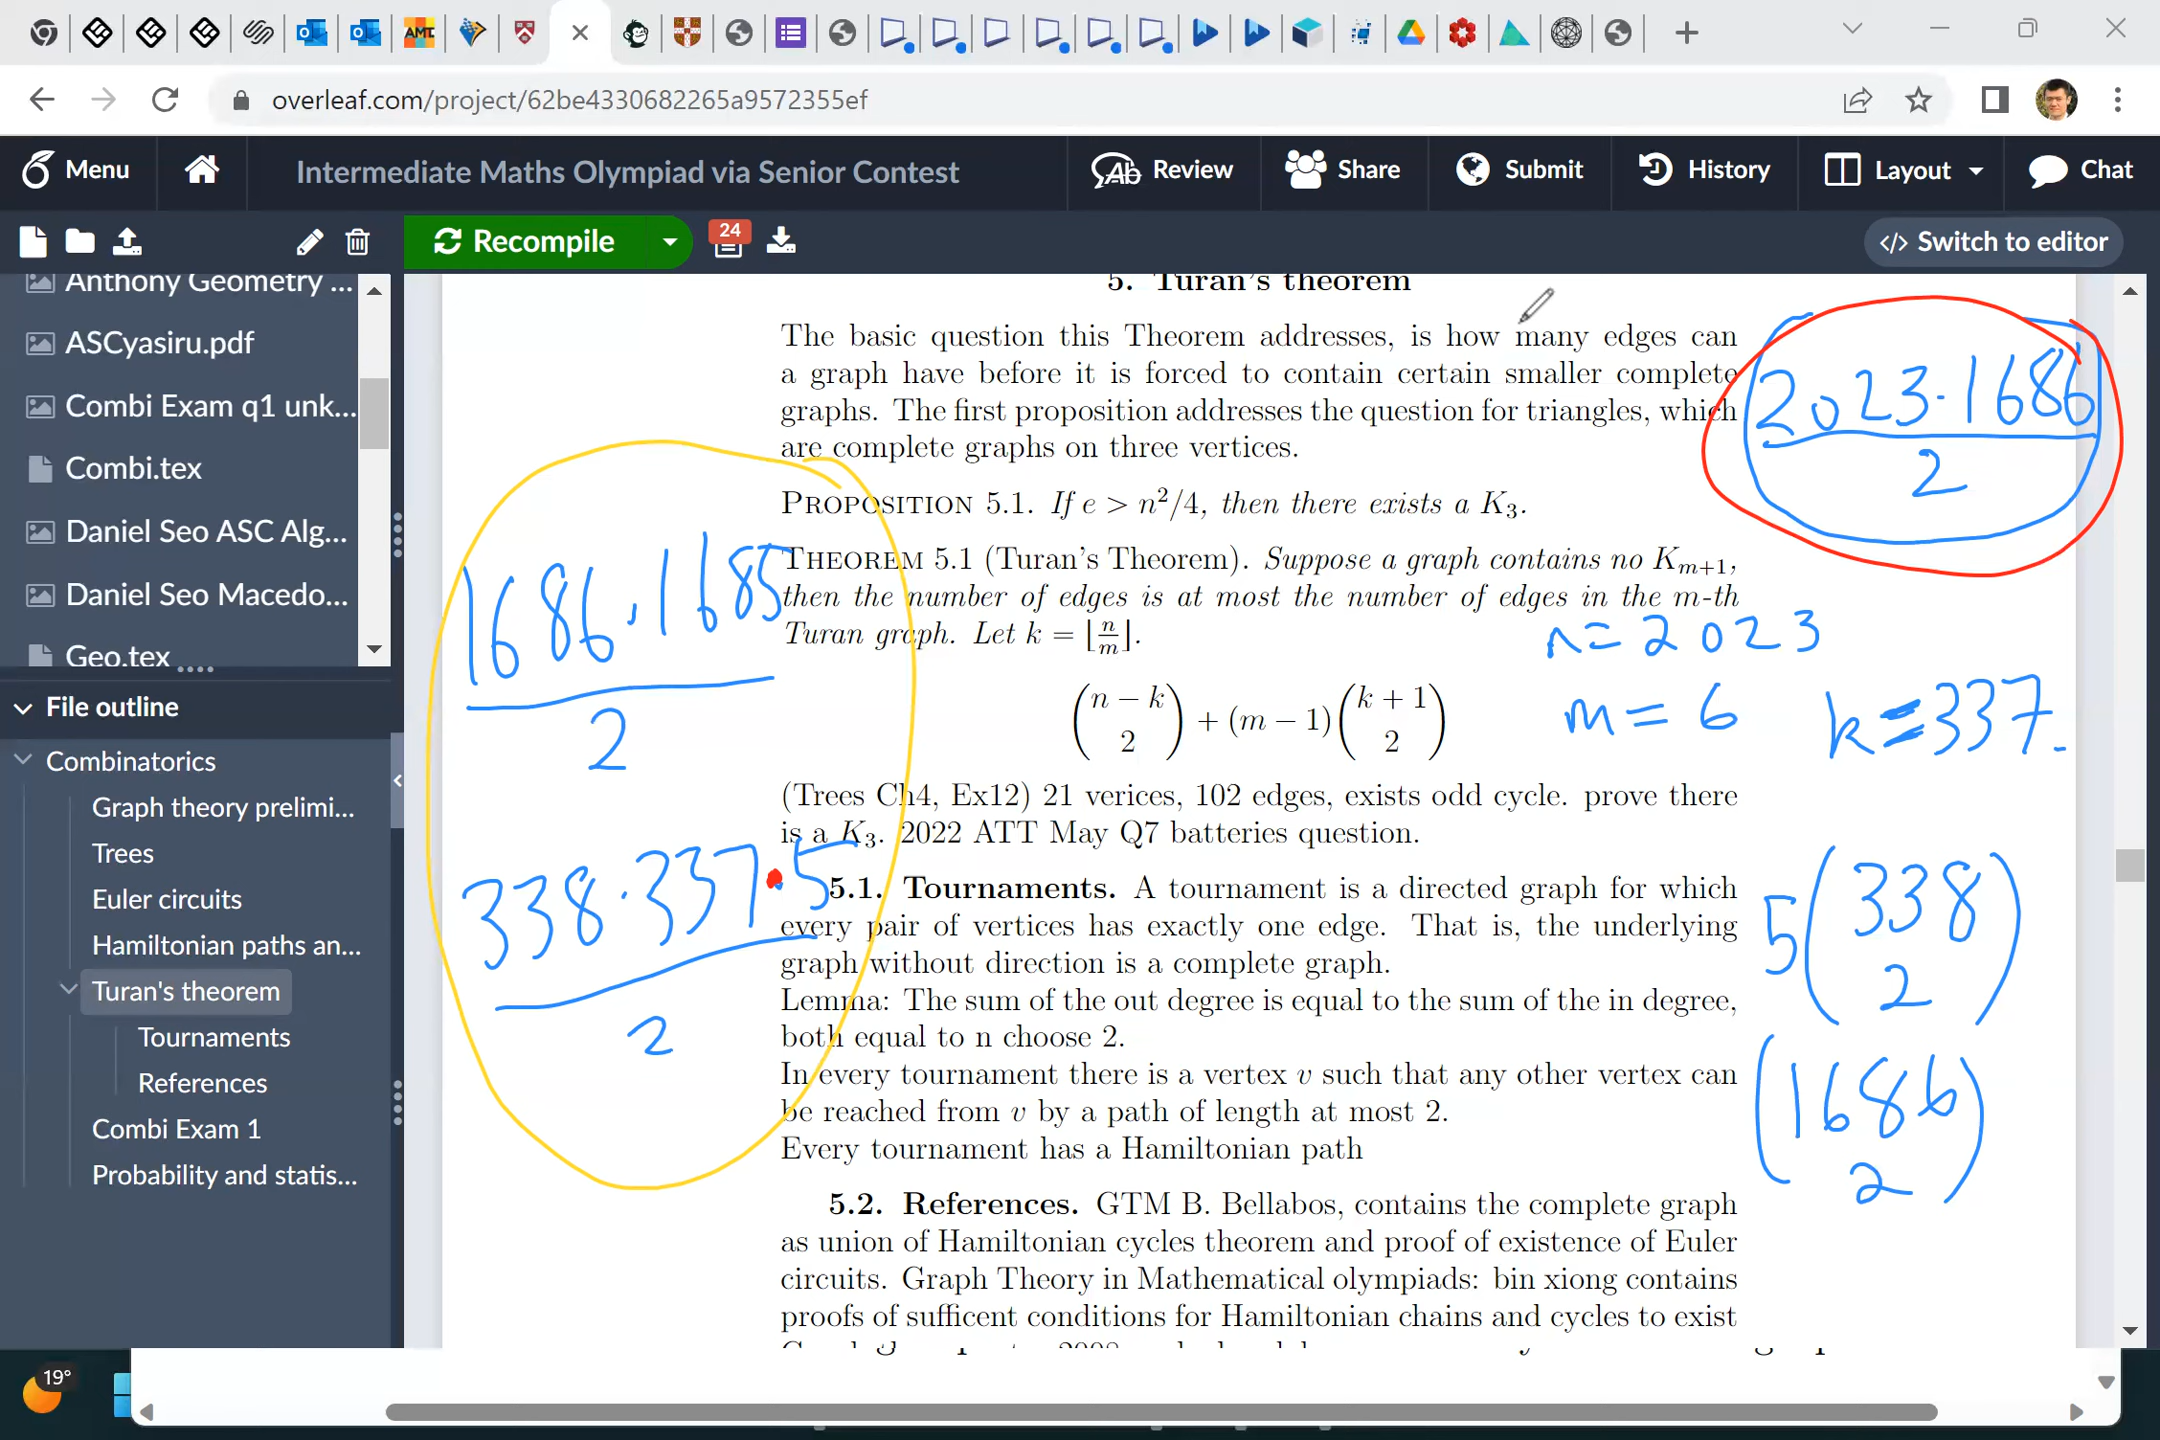 overleaf.com/project/62be4330682265a9572355ef
Menu
Intermediate Maths Olympiad via Senior Contest
Review
Share
Submit
History
Layout
Chat
Recompile
24
Switch to editor
Anthony Geometry ...
ASCyasiru.pdf
Combi Exam q1 unk...
Combi.tex
Daniel Seo ASC Alg...
Daniel Seo Macedo...
Geo.tex
File outline
Combinatorics
Graph theory prelimi...
Trees
Euler circuits
Hamiltonian paths an...
Turan's theorem
Tournaments
References
Combi Exam 1
Probability and statis...
5. Turan's theorem
The basic question this Theorem addresses, is how many edges can
a graph have before it is forced to contain certain smaller complete
graphs. The first proposition addresses the question for triangles, which
are complete graphs on three vertices.
PROPOSITION 5.1. If e > n²/4, then there exists a K₃.
THEOREM 5.1 (Turan's Theorem). Suppose a graph contains no Kₘ₊₁,
then the number of edges is at most the number of edges in the m-th
Turan graph. Let k = ⌊n/m⌋.
(n − k
2) + (m − 1)(k + 1
2)
(Trees Ch4, Ex12) 21 verices, 102 edges, exists odd cycle. prove there
is a K₃. 2022 ATT May Q7 batteries question.
5.1. Tournaments. A tournament is a directed graph for which
every pair of vertices has exactly one edge. That is, the underlying
graph without direction is a complete graph.
Lemma: The sum of the out degree is equal to the sum of the in degree,
both equal to n choose 2.
In every tournament there is a vertex v such that any other vertex can
be reached from v by a path of length at most 2.
Every tournament has a Hamiltonian path
5.2. References. GTM B. Bellabos, contains the complete graph
as union of Hamiltonian cycles theorem and proof of existence of Euler
circuits. Graph Theory in Mathematical olympiads: bin xiong contains
proofs of sufficent conditions for Hamiltonian chains and cycles to exist
1686·1685
2
338·337·5
2
2023·1686
2
n=2023
m=6
k=337.
5(338
2)
(1686
2)
19°